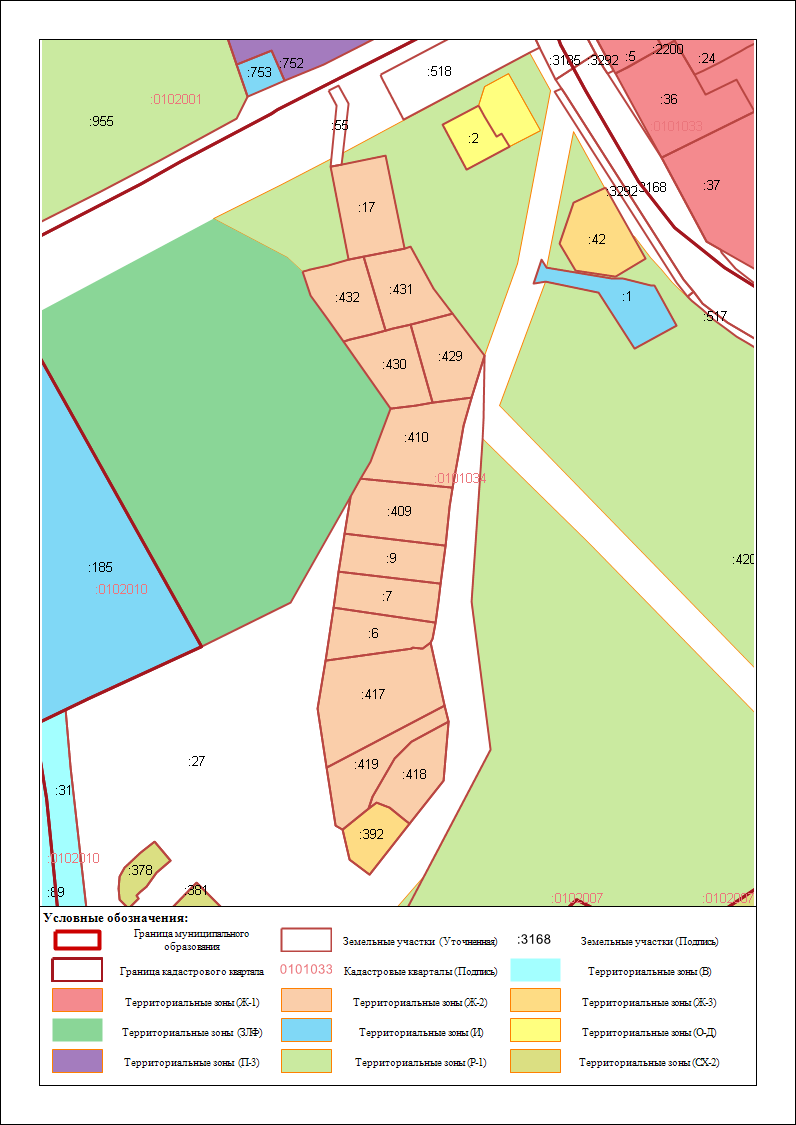 :2200
:752
:3185
:3292
:5
:24
:753
:518
:0102001
:36
:955
:55
:0101033
:2
:37
:3292
:3168
:17
:42
:431
:432
:1
:517
:429
:430
:410
:0101034
:409
:9
:420
:185
:0102010
:7
:6
:417
:27
:419
:418
:31
:392
:0102010
:378
:89
:381
:0102007
:0102007
Условные обозначения:
Граница муниципального
образования
Земельные участки (Уточненная)
:3168
Земельные участки (Подпись)
Граница кадастрового квартала
0101033
Кадастровые кварталы (Подпись)
Территориальные зоны (В)
Территориальные зоны (Ж-1)
Территориальные зоны (Ж-2)
Территориальные зоны (Ж-3)
Территориальные зоны (ЗЛФ)
Территориальные зоны (И)
Территориальные зоны (О-Д)
Территориальные зоны (П-3)
Территориальные зоны (Р-1)
Территориальные зоны (СХ-2)